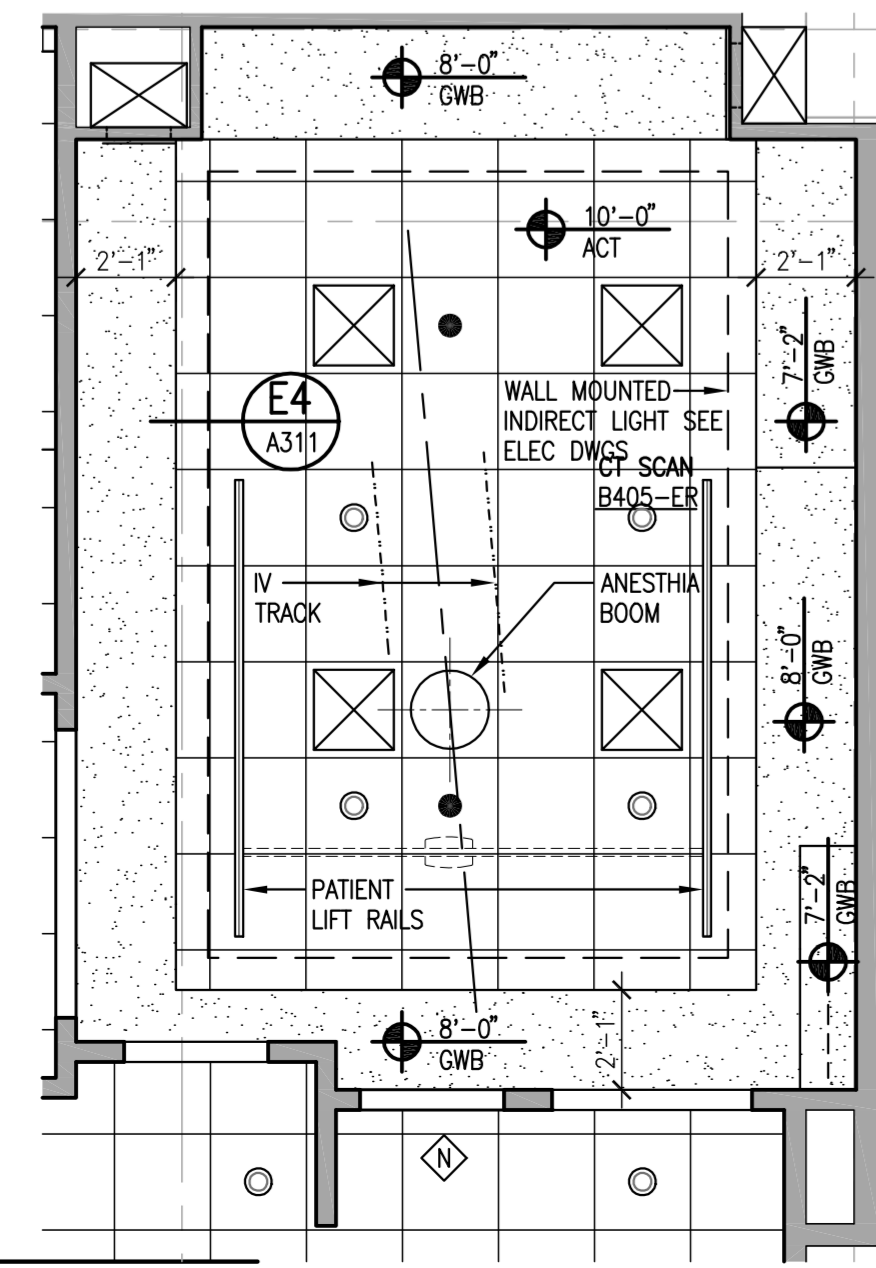 8'-0"
GWB
10'-0"
ACT
2'-1"
2'-1"
7'-2"
GWB
E4
A311
WALL MOUNTED
INDIRECT LIGHT SEE
ELEC DWGS
CT SCAN
B405-ER
IV
TRACK
ANESTHIA
BOOM
8'-0"
GWB
PATIENT
LIFT RAILS
7'-2"
GWB
8'-0"
GWB
2'-1"
N